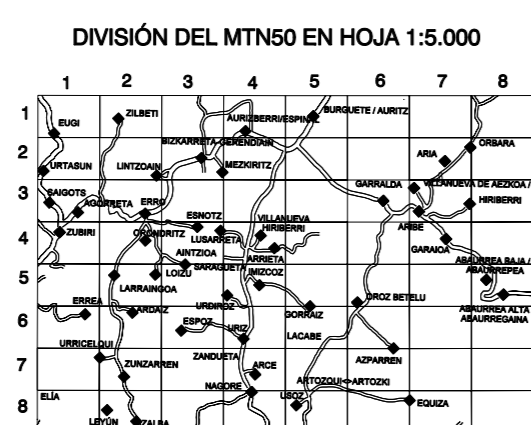 DIVISIÓN DEL MTN50 EN HOJA 1:5.000
1 2 3 4 5 6 7 8
1
ZILBETI
BURGUETE / AURITZ
AURIZBERRI/ESPINAL
EUGI
2
BIZKARRETA-GERENDIAIN
ORBARA
ARIA
URTASUN
LINTZOAIN
MEZKIRITZ
3
GARRALDA
VILLANUEVA DE AEZKOA /
SAIGOTS
HIRIBERRI
AGORRETA
ERRO
ESNOTZ
VILLANUEVA
4
ZUBIRI
ORONDRITZ
LUSARRETA
HIRIBERRI
ARIBE
GARAIOA
AINTZIOA
ARRIETA
ABAURREA BAJA /
5
SARAGUETA
LOIZU
IMIZCOZ
ABAURREPEA
LARRAINGOA
6
ERREA
URDIROZ
OROZ BETELU
ARDAIZ
GORRAIZ
ABAURREA ALTA
ABAURREGAINA
ESPOZ
URIZ
LACABE
URRICELQUI
7
ZUNZARREN
ZANDUETA
ARCE
AZPARREN
NAGORE
ARTOZQUI<>ARTOZKI
8
ELÍA
USOZ
EQUIZA
LEYÚN
ZALBA